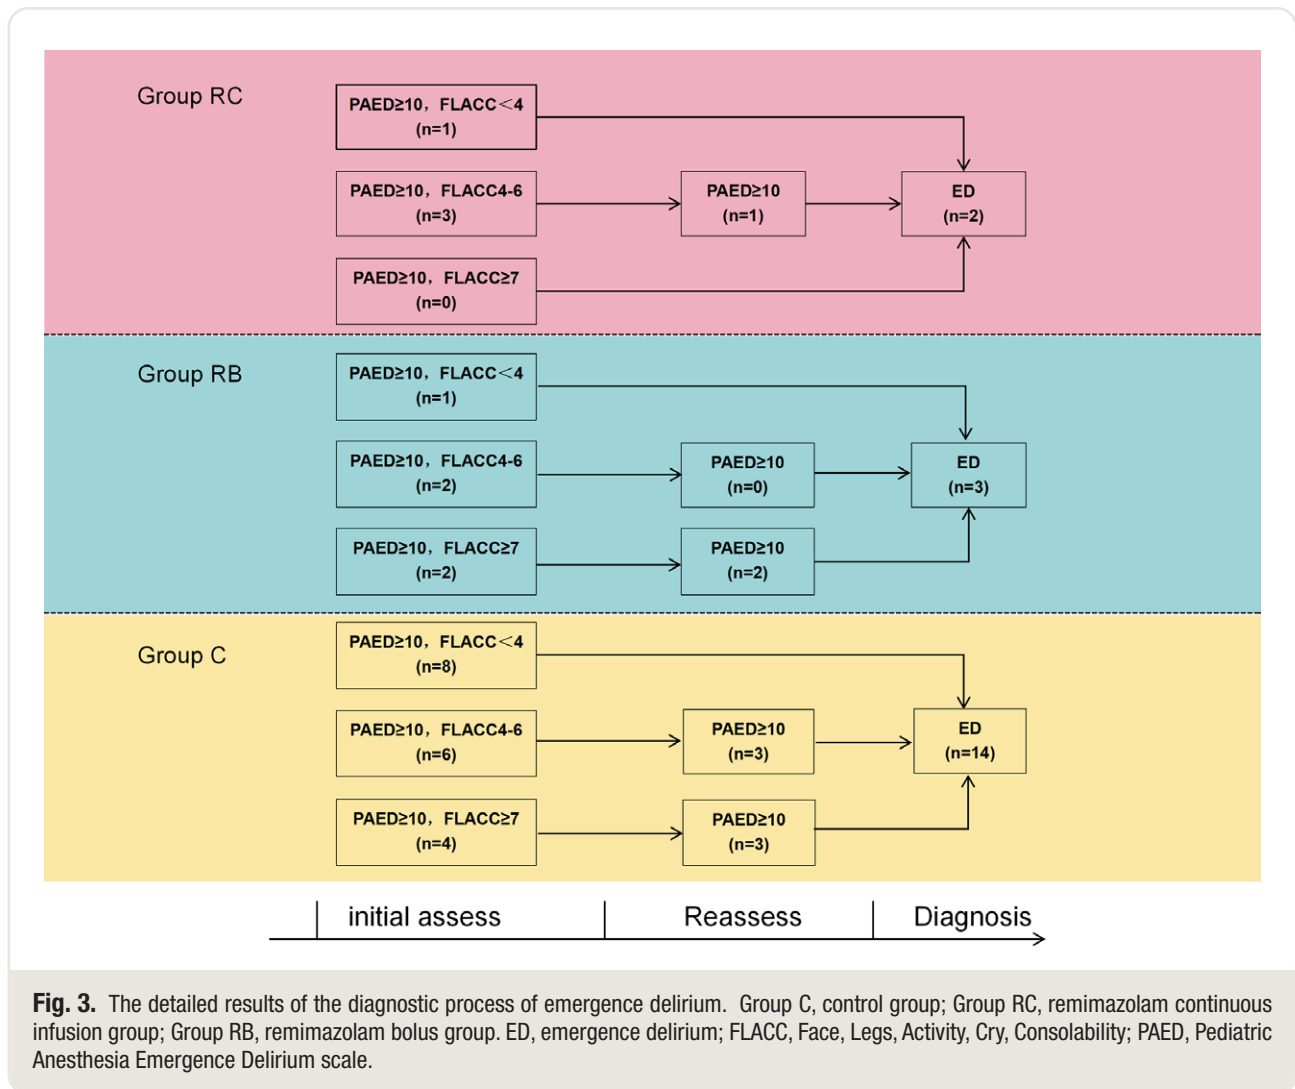 Group RC
PAED≥10, FLACC<4
(n=1)
PAED≥10, FLACC4-6
(n=3)
PAED≥10
(n=1)
ED
(n=2)
PAED≥10, FLACC≥7
(n=0)
Group RB
PAED≥10, FLACC<4
(n=1)
PAED≥10, FLACC4-6
(n=2)
PAED≥10
(n=0)
ED
(n=3)
PAED≥10, FLACC≥7
(n=2)
PAED≥10
(n=2)
Group C
PAED≥10, FLACC<4
(n=8)
PAED≥10, FLACC4-6
(n=6)
PAED≥10
(n=3)
ED
(n=14)
PAED≥10, FLACC≥7
(n=4)
PAED≥10
(n=3)
initial assess
Reassess
Diagnosis
Fig. 3. The detailed results of the diagnostic process of emergence delirium. Group C, control group; Group RC, remimazolam continuous
infusion group; Group RB, remimazolam bolus group. ED, emergence delirium; FLACC, Face, Legs, Activity, Cry, Consolability; PAED, Pediatric
Anesthesia Emergence Delirium scale.